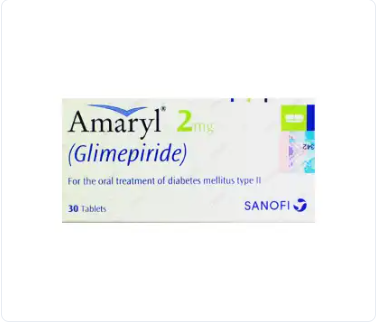 Amaryl® 2mg
(Glimepiride)
For the oral treatment of diabetes mellitus type II
30 Tablets
SANOFI